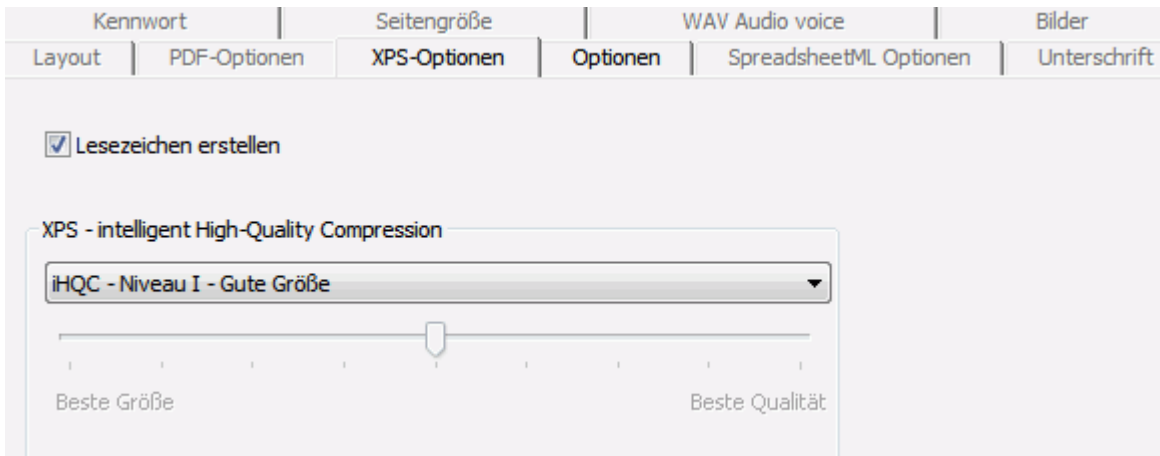 Kennwort Seitengröße WAV Audio voice Bilder
Layout PDF-Optionen XPS-Optionen Optionen SpreadsheetML Optionen Unterschrift
Lesezeichen erstellen
XPS - intelligent High-Quality Compression
iHQC - Niveau I - Gute Größe
Beste Größe Beste Qualität